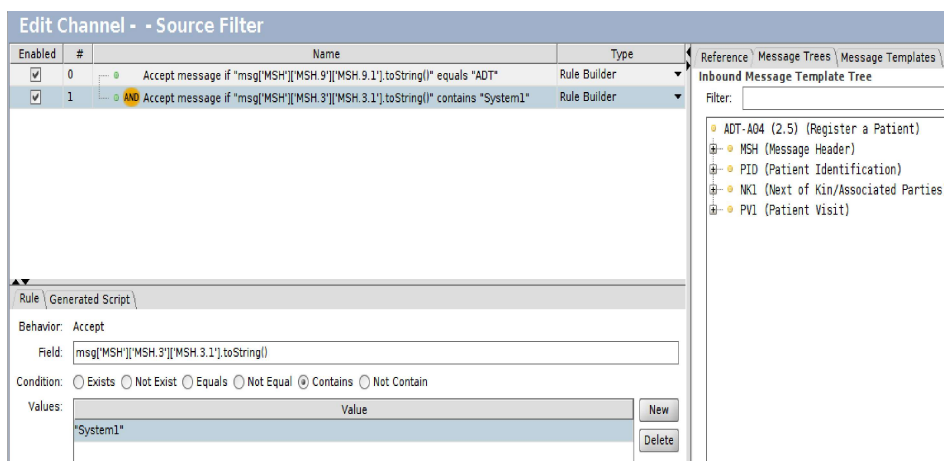 Edit Channel - - Source Filter
Enabled # Name Type
0 Accept message if "msg['MSH']['MSH.9']['MSH.9.1'].toString()" equals "ADT" Rule Builder
1 AND Accept message if "msg['MSH']['MSH.3']['MSH.3.1'].toString()" contains "System1" Rule Builder
Rule Generated Script
Behavior: Accept
Field: msg['MSH']['MSH.3']['MSH.3.1'].toString()
Condition: Exists Not Exist Equals Not Equal Contains Not Contain
Values: Value New
"System1"
Delete
Reference Message Trees Message Templates
Inbound Message Template Tree
Filter:
ADT-A04 (2.5) (Register a Patient)
MSH (Message Header)
PID (Patient Identification)
NK1 (Next of Kin/Associated Parties
PV1 (Patient Visit)